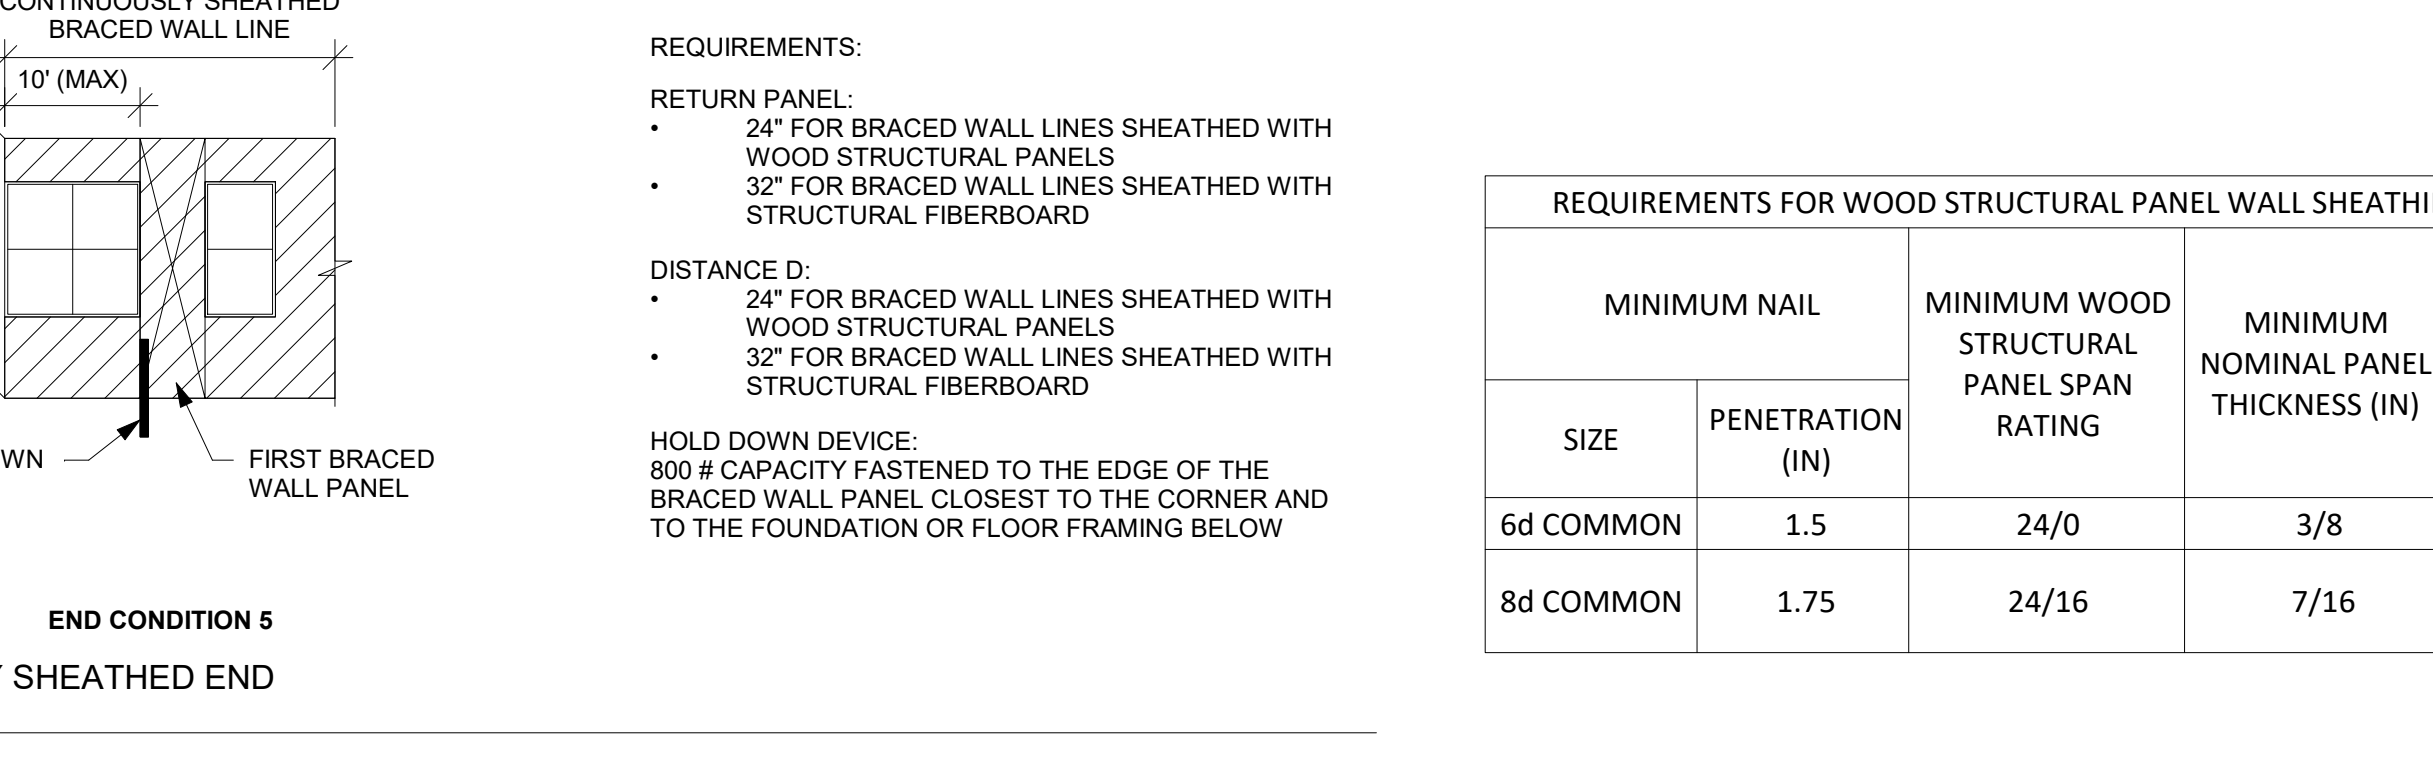 CONTINUOUSLY SHEATHED
BRACED WALL LINE
10' (MAX)
WN
FIRST BRACED
WALL PANEL
END CONDITION 5
SHEATHED END
REQUIREMENTS:
RETURN PANEL:
• 24" FOR BRACED WALL LINES SHEATHED WITH
WOOD STRUCTURAL PANELS
• 32" FOR BRACED WALL LINES SHEATHED WITH
STRUCTURAL FIBERBOARD
DISTANCE D:
• 24" FOR BRACED WALL LINES SHEATHED WITH
WOOD STRUCTURAL PANELS
• 32" FOR BRACED WALL LINES SHEATHED WITH
STRUCTURAL FIBERBOARD
HOLD DOWN DEVICE:
800 # CAPACITY FASTENED TO THE EDGE OF THE
BRACED WALL PANEL CLOSEST TO THE CORNER AND
TO THE FOUNDATION OR FLOOR FRAMING BELOW
REQUIREMENTS FOR WOOD STRUCTURAL PANEL WALL SHEATHI
MINIMUM NAIL
MINIMUM WOOD
STRUCTURAL
PANEL SPAN
RATING
MINIMUM
NOMINAL PANEL
THICKNESS (IN)
SIZE
PENETRATION
(IN)
6d COMMON 1.5 24/0 3/8
8d COMMON 1.75 24/16 7/16